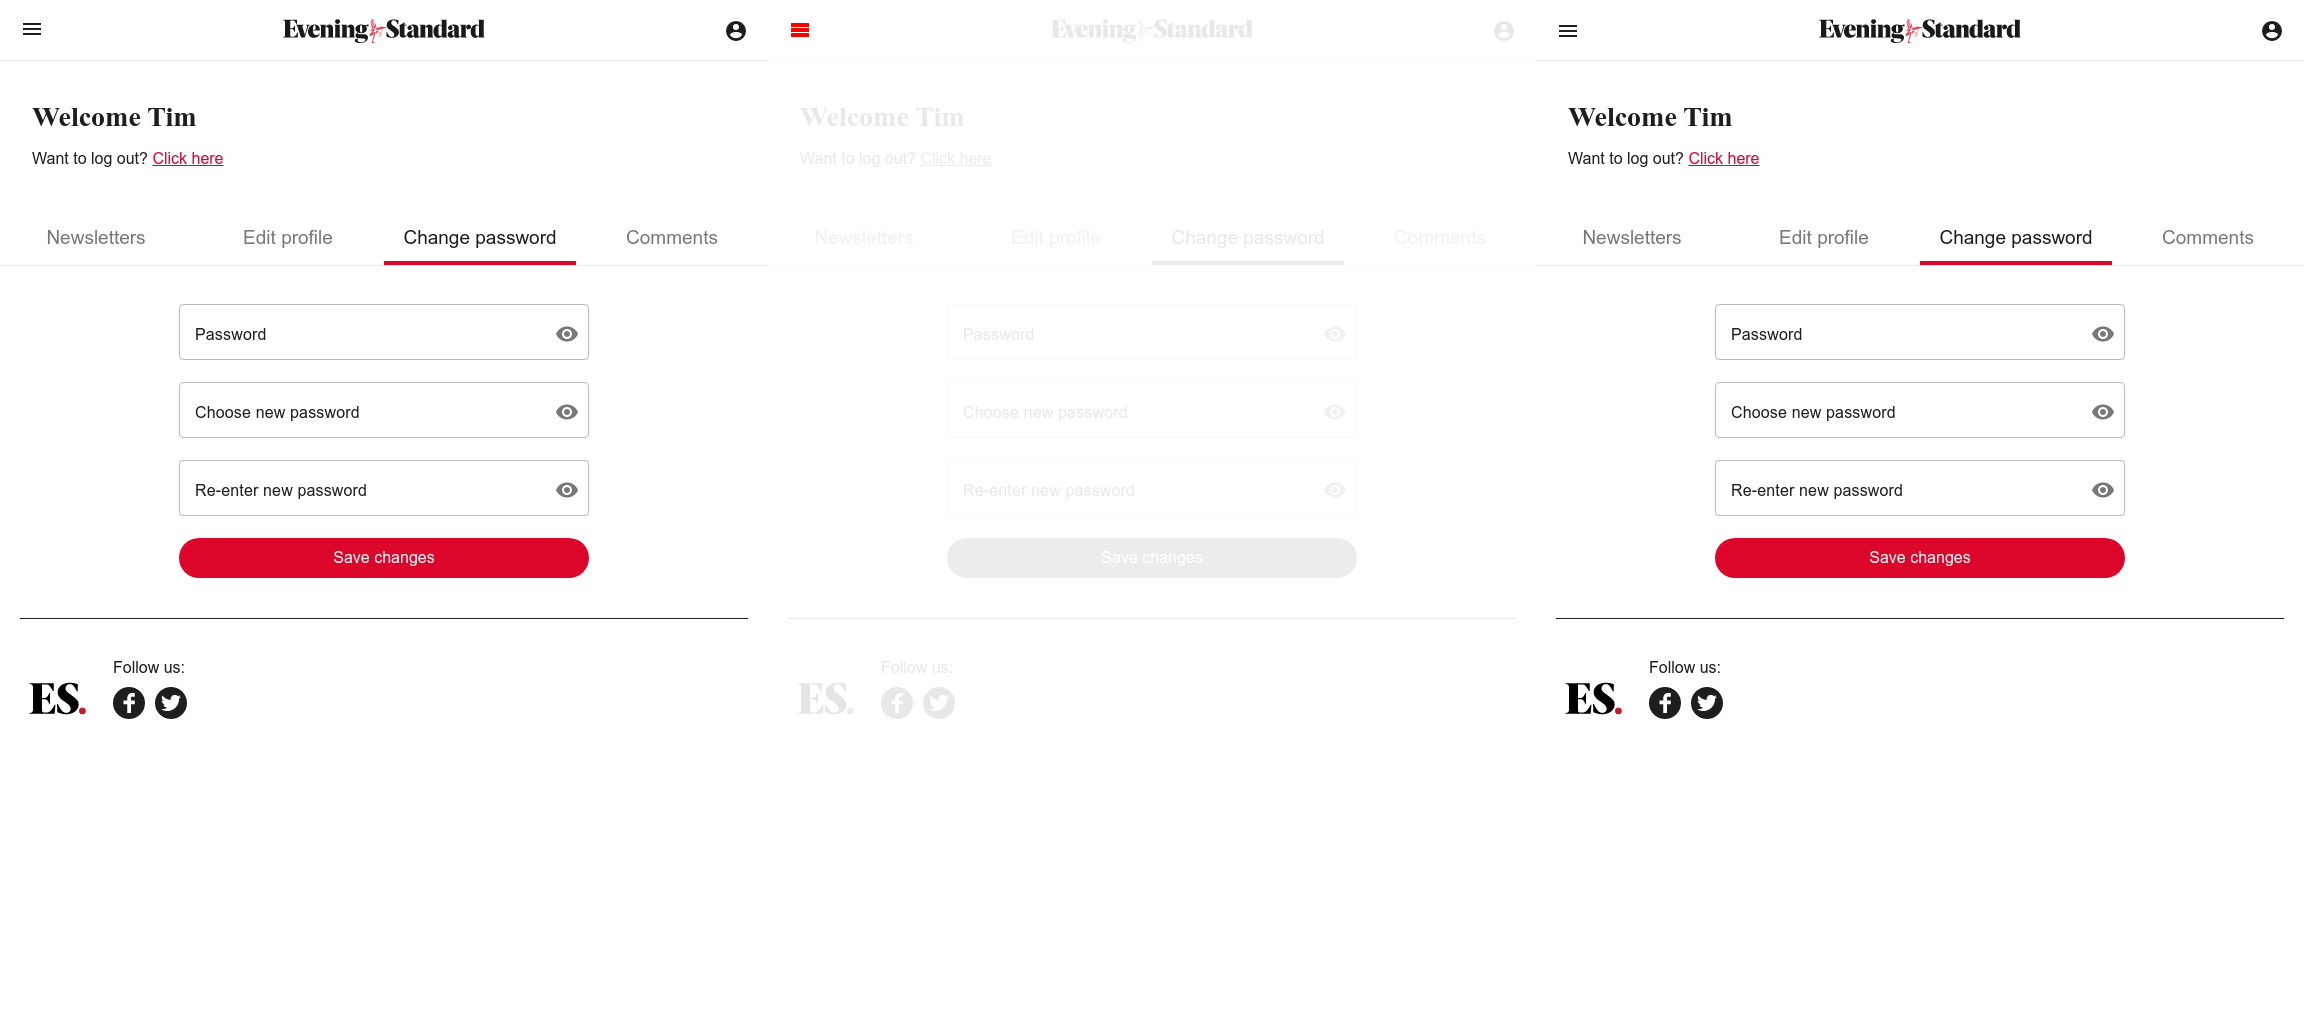 Evening Standard
Welcome Tim
Want to log out? Click here
Newsletters Edit profile Change password Comments
Password
Choose new password
Re-enter new password
Save changes
Follow us:
ES.
Evening Standard
Welcome Tim
Want to log out? Click here
Newsletters Edit profile Change password Comments
Password
Choose new password
Re-enter new password
Save changes
Follow us:
ES.
Evening Standard
Welcome Tim
Want to log out? Click here
Newsletters Edit profile Change password Comments
Password
Choose new password
Re-enter new password
Save changes
Follow us:
ES.